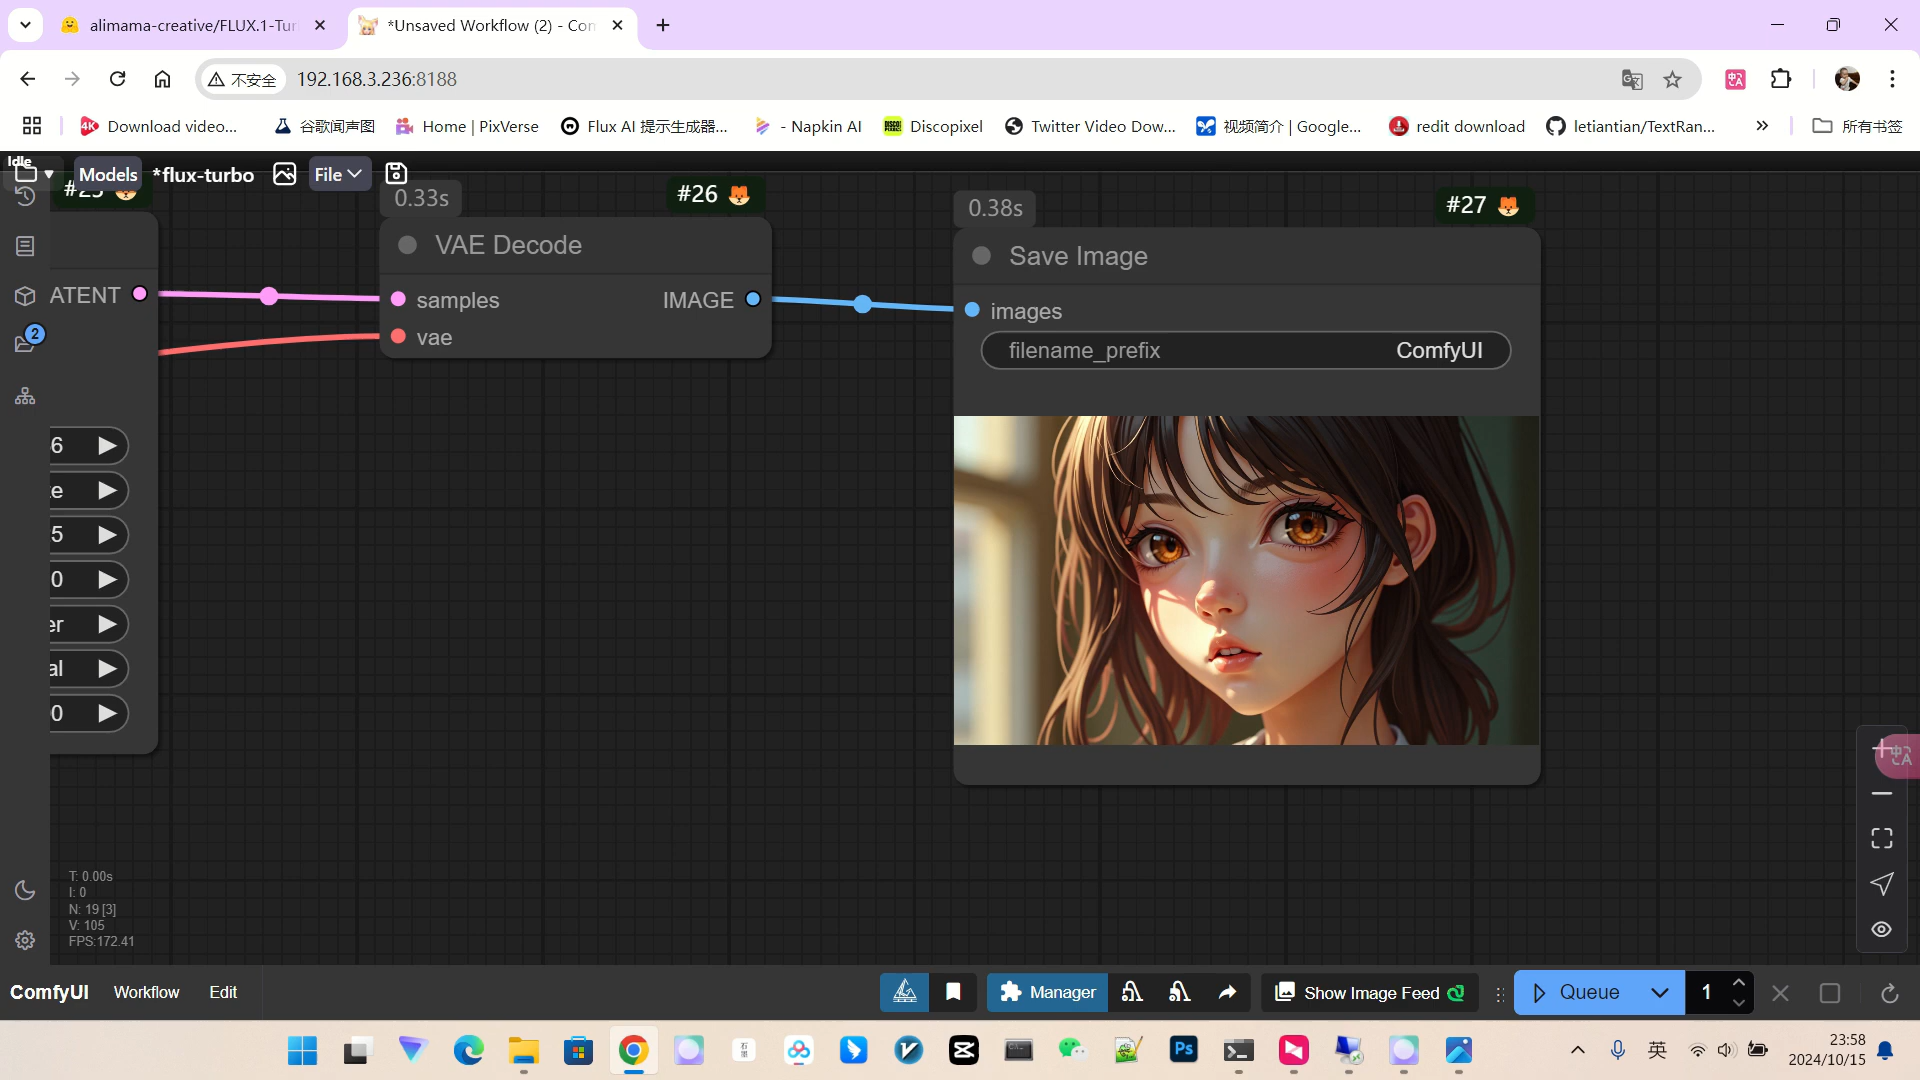 alimama-creative/FLUX.1-Tur
*Unsaved Workflow (2) - Com
不安全
192.168.3.236:8188
Download video...
谷歌闻声图
Home | PixVerse
Flux AI 提示生成器...
- Napkin AI
Discopixel
Twitter Video Dow...
视频简介 | Google...
redit download
letiantian/TextRan...
所有书签
Idle
Models
*flux-turbo
File
0.33s
#26
0.38s
#27
VAE Decode
Save Image
ATENT
samples
IMAGE
vae
images
filename_prefix
ComfyUI
2
6
te
5
0
er
al
00
T: 0.00s
I: 0
N: 19 [3]
V: 105
FPS:172.41
ComfyUI
Workflow
Edit
Manager
Show Image Feed
Queue
1
Ps
英
23:58
2024/10/15